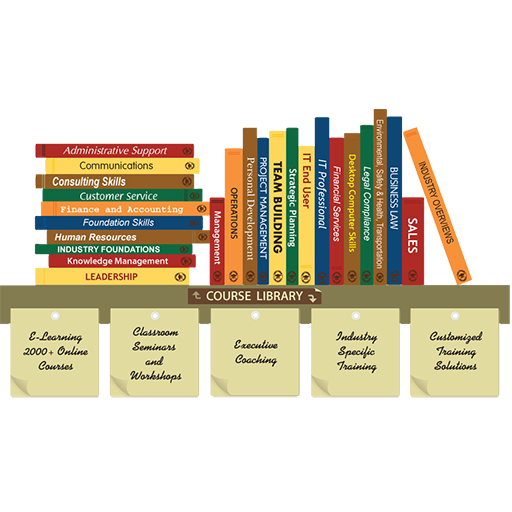 Administrative Support
Communications
Consulting Skills
Customer Service
Finance and Accounting
Foundation Skills
Human Resources
INDUSTRY FOUNDATIONS
Knowledge Management
LEADERSHIP
Management
OPERATIONS
Personal Development
PROJECT MANAGEMENT
TEAM BUILDING
Strategic Planning
IT End User
IT Professional
Financial Services
Desktop Computer Skills
Legal Compliance
Environmental, Safety & Health, Transportation
BUSINESS LAW
SALES
INDUSTRY OVERVIEWS
COURSE LIBRARY
E-Learning
2000+ Online
Courses
Classroom
Seminars
and
Workshops
Executive
Coaching
Industry
Specific
Training
Customized
Training
Solutions